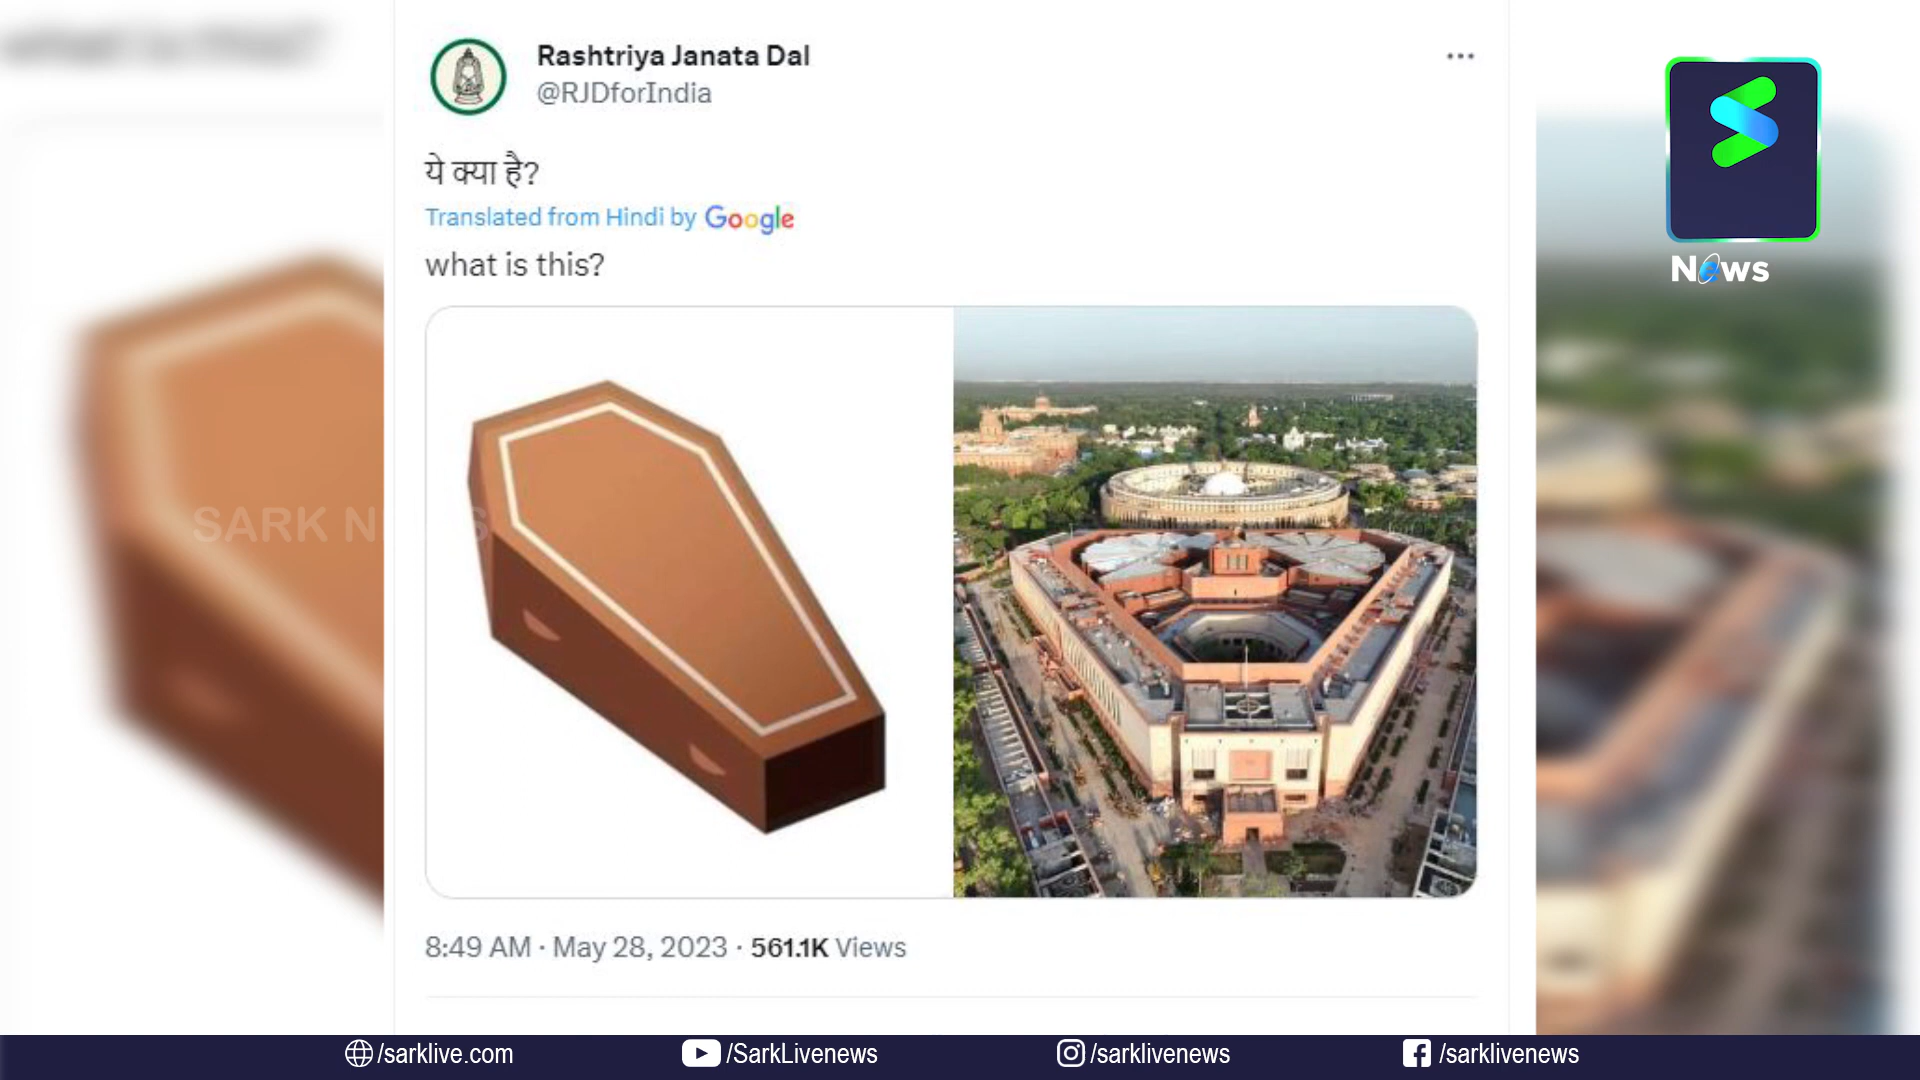 Rashtriya Janata Dal
@RJDforIndia
ये क्या है?
Translated from Hindi by Google
what is this?
News
SARK NEWS
8:49 AM · May 28, 2023 · 561.1K Views
/sarklive.com /SarkLivenews /sarklivenews /sarklivenews